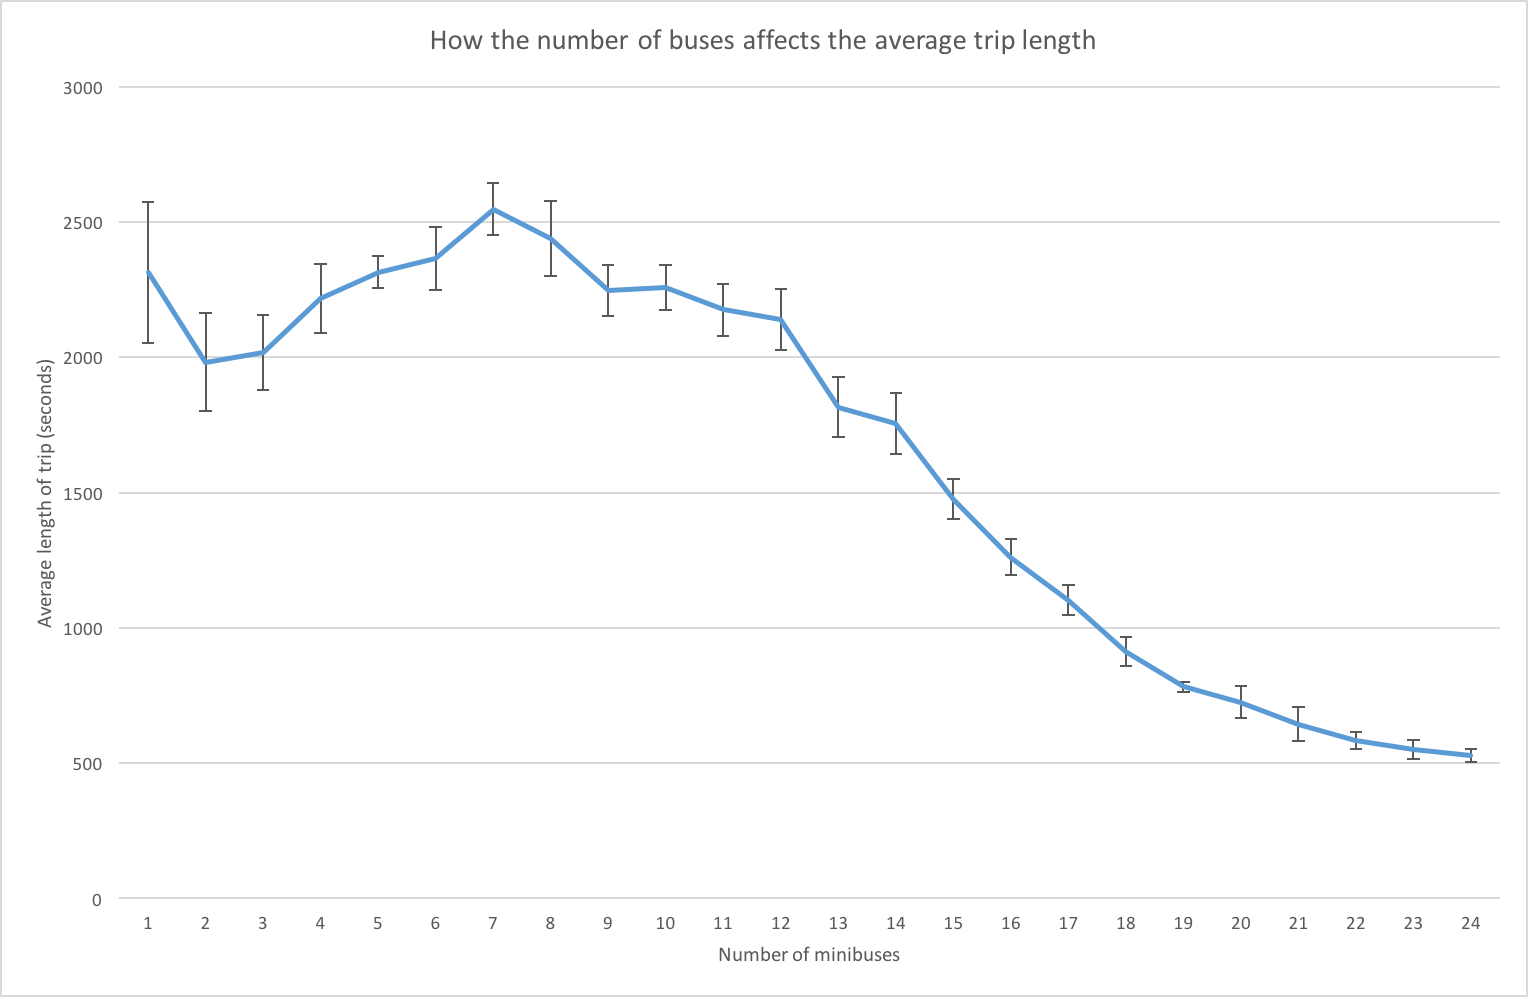 How the number of buses affects the average trip length
3000
2500
2000
1500
1000
500
0
Average length of trip (seconds)
1 2 3 4 5 6 7 8 9 10 11 12 13 14 15 16 17 18 19 20 21 22 23 24
Number of minibuses